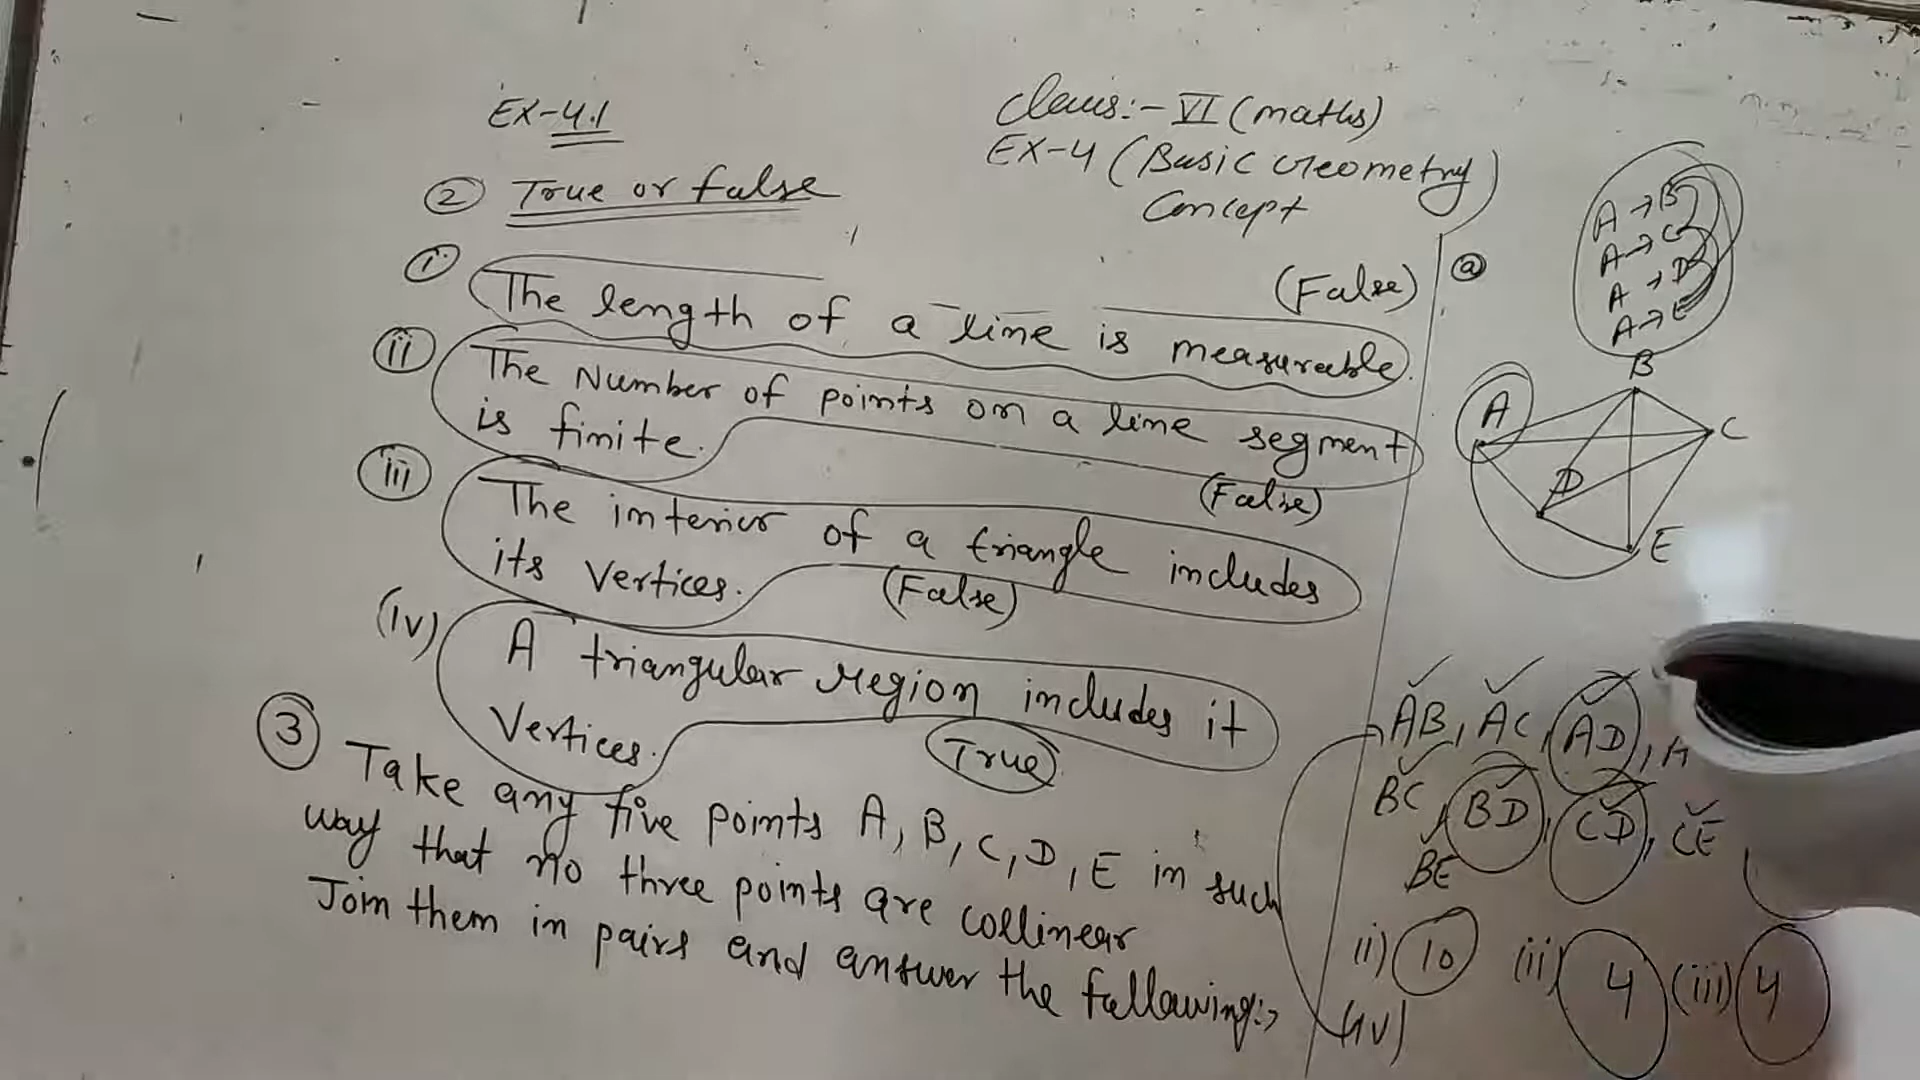 EX-4.1
Class:- VI (maths)
EX-4 (Basic Geometry
Concept
② True or false
i The length of a line is measurable.
(False)
ii The Number of points on a line segment
is finite.
(False)
iii The interior of a triangle includes
its vertices.
(False)
(iv) A triangular region includes it
Vertices.
True
③ Take any five points A, B, C, D, E in such
way that no three points are collinear
Join them in pairs and answer the following:→
ⓐ
A → B
A → C
A → D
A → E
B
A
C
D
E
AB, AC, AD, A
BC, BD, CD, CE
BE
(i) 10 (ii) 4 (iii) 4
(iv)